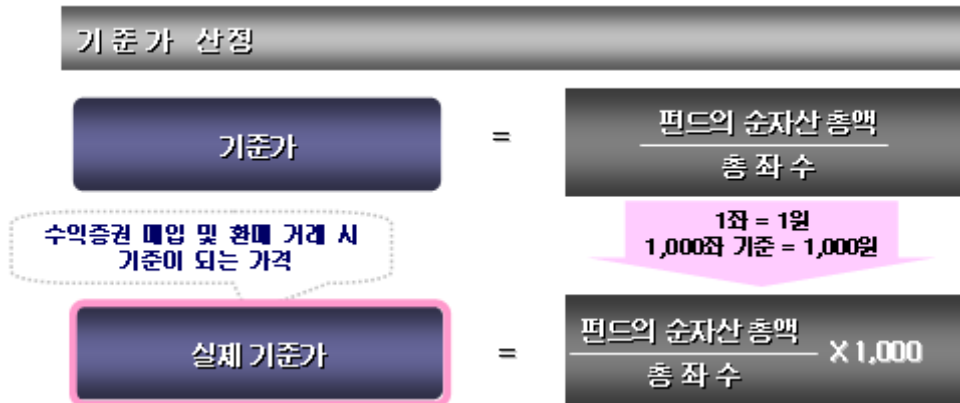 기준가 산정
기준가
=
펀드의 순자산 총액
총 좌 수
수익증권 매입 및 환매 거래 시
기준이 되는 가격
1좌 = 1원
1,000좌 기준 = 1,000원
실제 기준가
=
펀드의 순자산 총액
총 좌 수
X 1,000